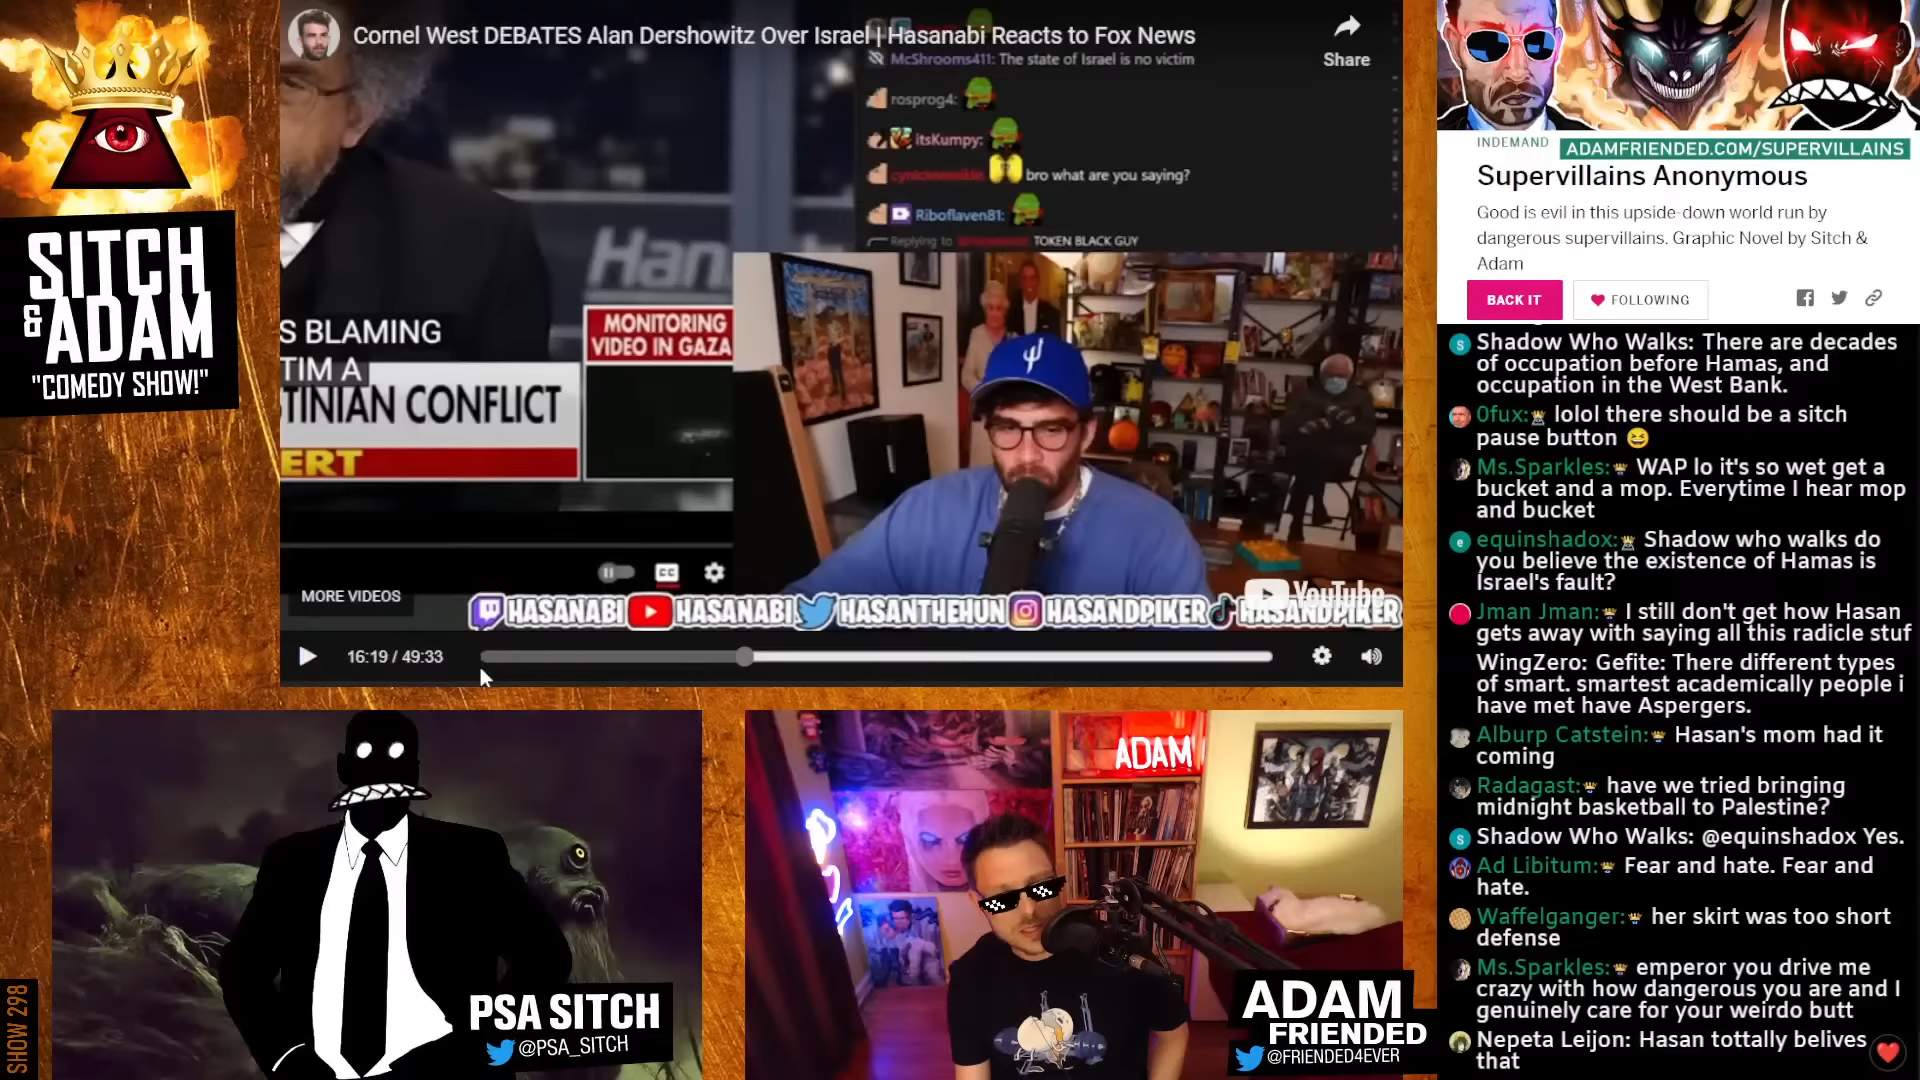 SITCH
& ADAM
"COMEDY SHOW!"
SHOW 298
Cornel West DEBATES Alan Dershowitz Over Israel | Hasanabi Reacts to Fox News
Share
McShrooms411: The state of Israel is no victim
rosprog4:
itsKumpy:
bro what are you saying?
Riboflaven81:
Replying to
TOKEN BLACK GUY
Han
S BLAMING
TIM A
TINIAN CONFLICT
ERT
MONITORING
VIDEO IN GAZA
CC
MORE VIDEOS
YouTube
HASANABI HASANABI HASANTHEHUN HASANDPIKER HASANDPIKER
16:19 / 49:33
PSA SITCH
@PSA_SITCH
ADAM
ADAM
FRIENDED
@FRIENDED4EVER
INDEMAND
ADAMFRIENDED.COM/SUPERVILLAINS
Supervillains Anonymous
Good is evil in this upside-down world run by
dangerous supervillains. Graphic Novel by Sitch &
Adam
BACK IT
FOLLOWING
Shadow Who Walks: There are decades
of occupation before Hamas, and
occupation in the West Bank.
0fux: lolol there should be a sitch
pause button 😆
Ms.Sparkles: WAP lo it's so wet get a
bucket and a mop. Everytime I hear mop
and bucket
equinshadox: Shadow who walks do
you believe the existence of Hamas is
Israel's fault?
Jman Jman: I still don't get how Hasan
gets away with saying all this radicle stuf
WingZero: Gefite: There different types
of smart. smartest academically people i
have met have Aspergers.
Alburp Catstein: Hasan's mom had it
coming
Radagast: have we tried bringing
midnight basketball to Palestine?
Shadow Who Walks: @equinshadox Yes.
Ad Libitum: Fear and hate. Fear and
hate.
Waffelganger: her skirt was too short
defense
Ms.Sparkles: emperor you drive me
crazy with how dangerous you are and I
genuinely care for your weirdo butt
Nepeta Leijon: Hasan tottally belives
that